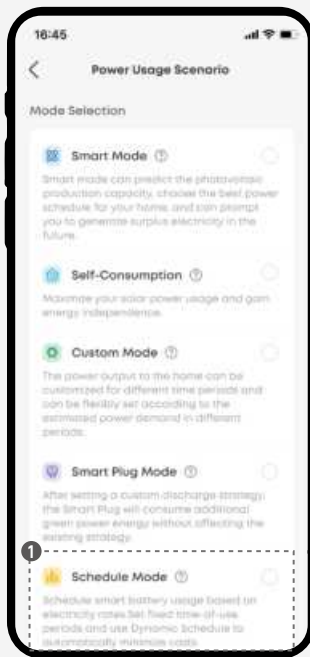 16:45
Power Usage Scenario
Mode Selection
Smart Mode ?
Smart mode can predict the photovoltaic
production capacity, choose the best power
schedule for your home, and can prompt
you to generate surplus electricity in the
future.
Self-Consumption ?
Maximize your solar power usage and gain
energy independence.
Custom Mode ?
The power output to the home can be
customized for different time periods and
can be flexibly set according to the
estimated power demand in different
periods.
Smart Plug Mode ?
After setting a custom discharge strategy,
the Smart Plug will consume additional
green power energy without affecting the
existing strategy.
1
Schedule Mode ?
Schedule smart battery usage based on
electricity rates.Set fixed time-of-use
periods and use Dynamic Schedule to
automatically minimize costs.